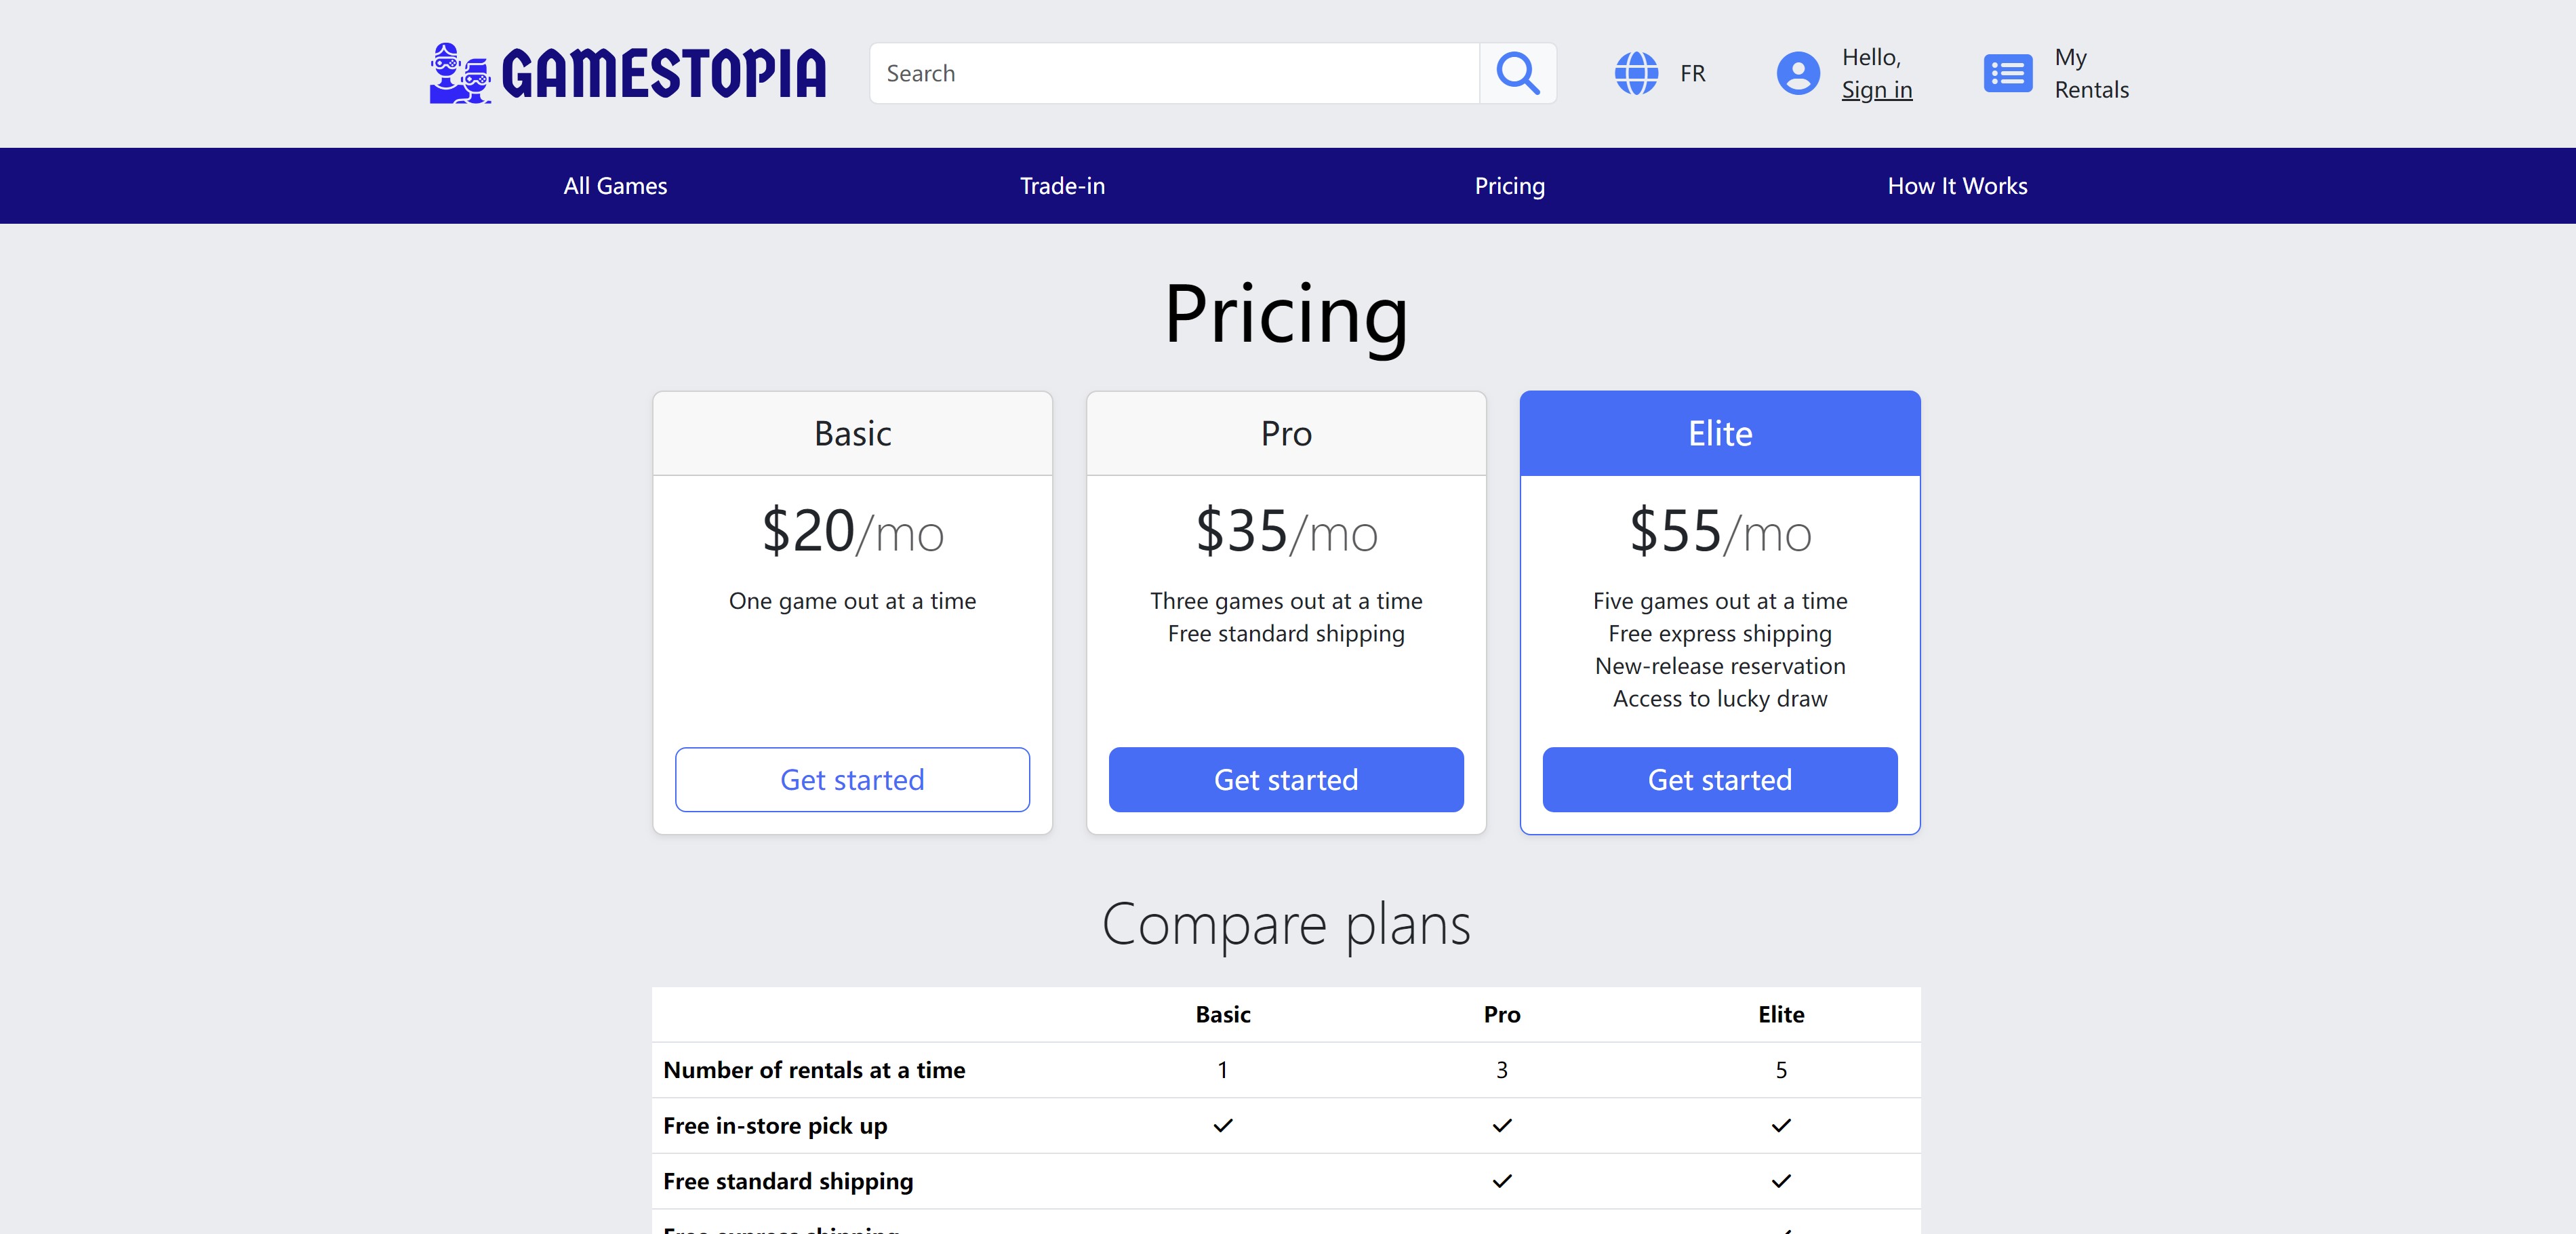 GAMESTOPIA
Search
FR
Hello,
Sign in
My
Rentals
All Games
Trade-in
Pricing
How It Works
Pricing
Basic
$20/mo
One game out at a time
Get started
Pro
$35/mo
Three games out at a time
Free standard shipping
Get started
Elite
$55/mo
Five games out at a time
Free express shipping
New-release reservation
Access to lucky draw
Get started
Compare plans
Basic Pro Elite
Number of rentals at a time 1 3 5
Free in-store pick up ✓ ✓ ✓
Free standard shipping ✓ ✓
Free express shipping ✓